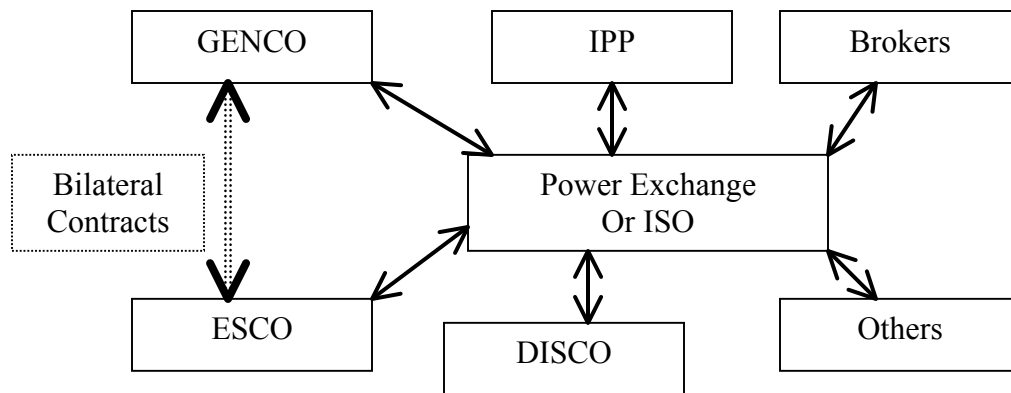 GENCO
IPP
Brokers
Bilateral
Contracts
Power Exchange
Or ISO
ESCO
DISCO
Others